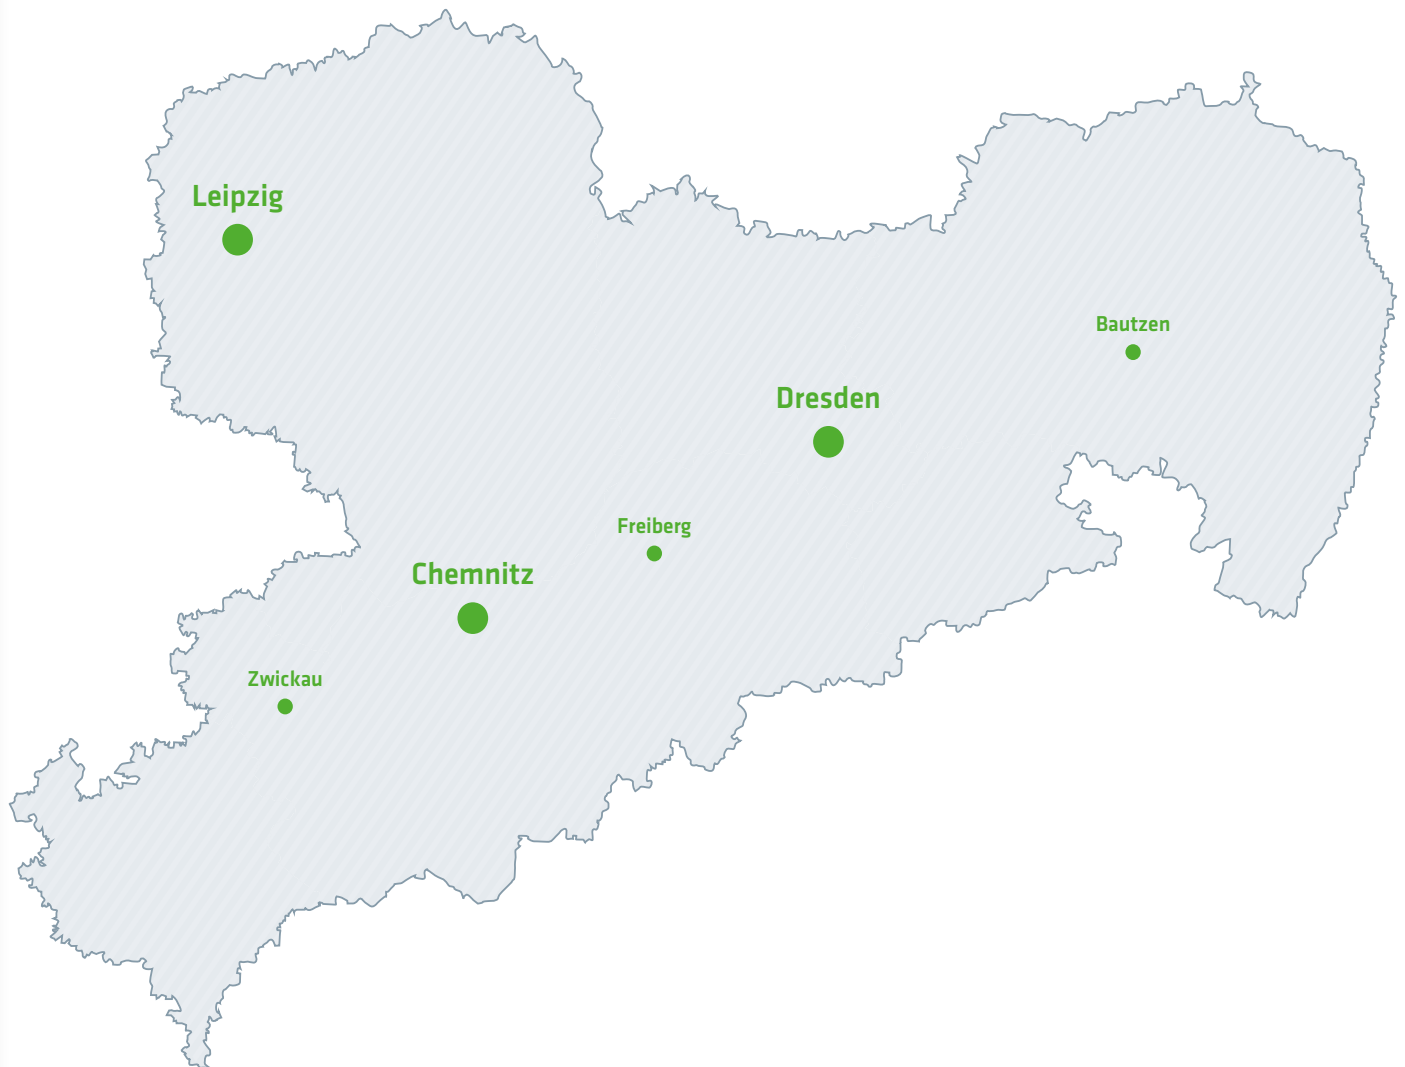 Leipzig
Bautzen
Dresden
Freiberg
Chemnitz
Zwickau